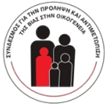 ΣΥΝΔΕΣΜΟΣ ΓΙΑ ΤΗΝ ΠΡΟΛΗΨΗ ΚΑΙ ΑΝΤΙΜΕΤΩΠΙΣΗ
ΤΗΣ ΒΙΑΣ ΣΤΗΝ ΟΙΚΟΓΕΝΕΙΑ